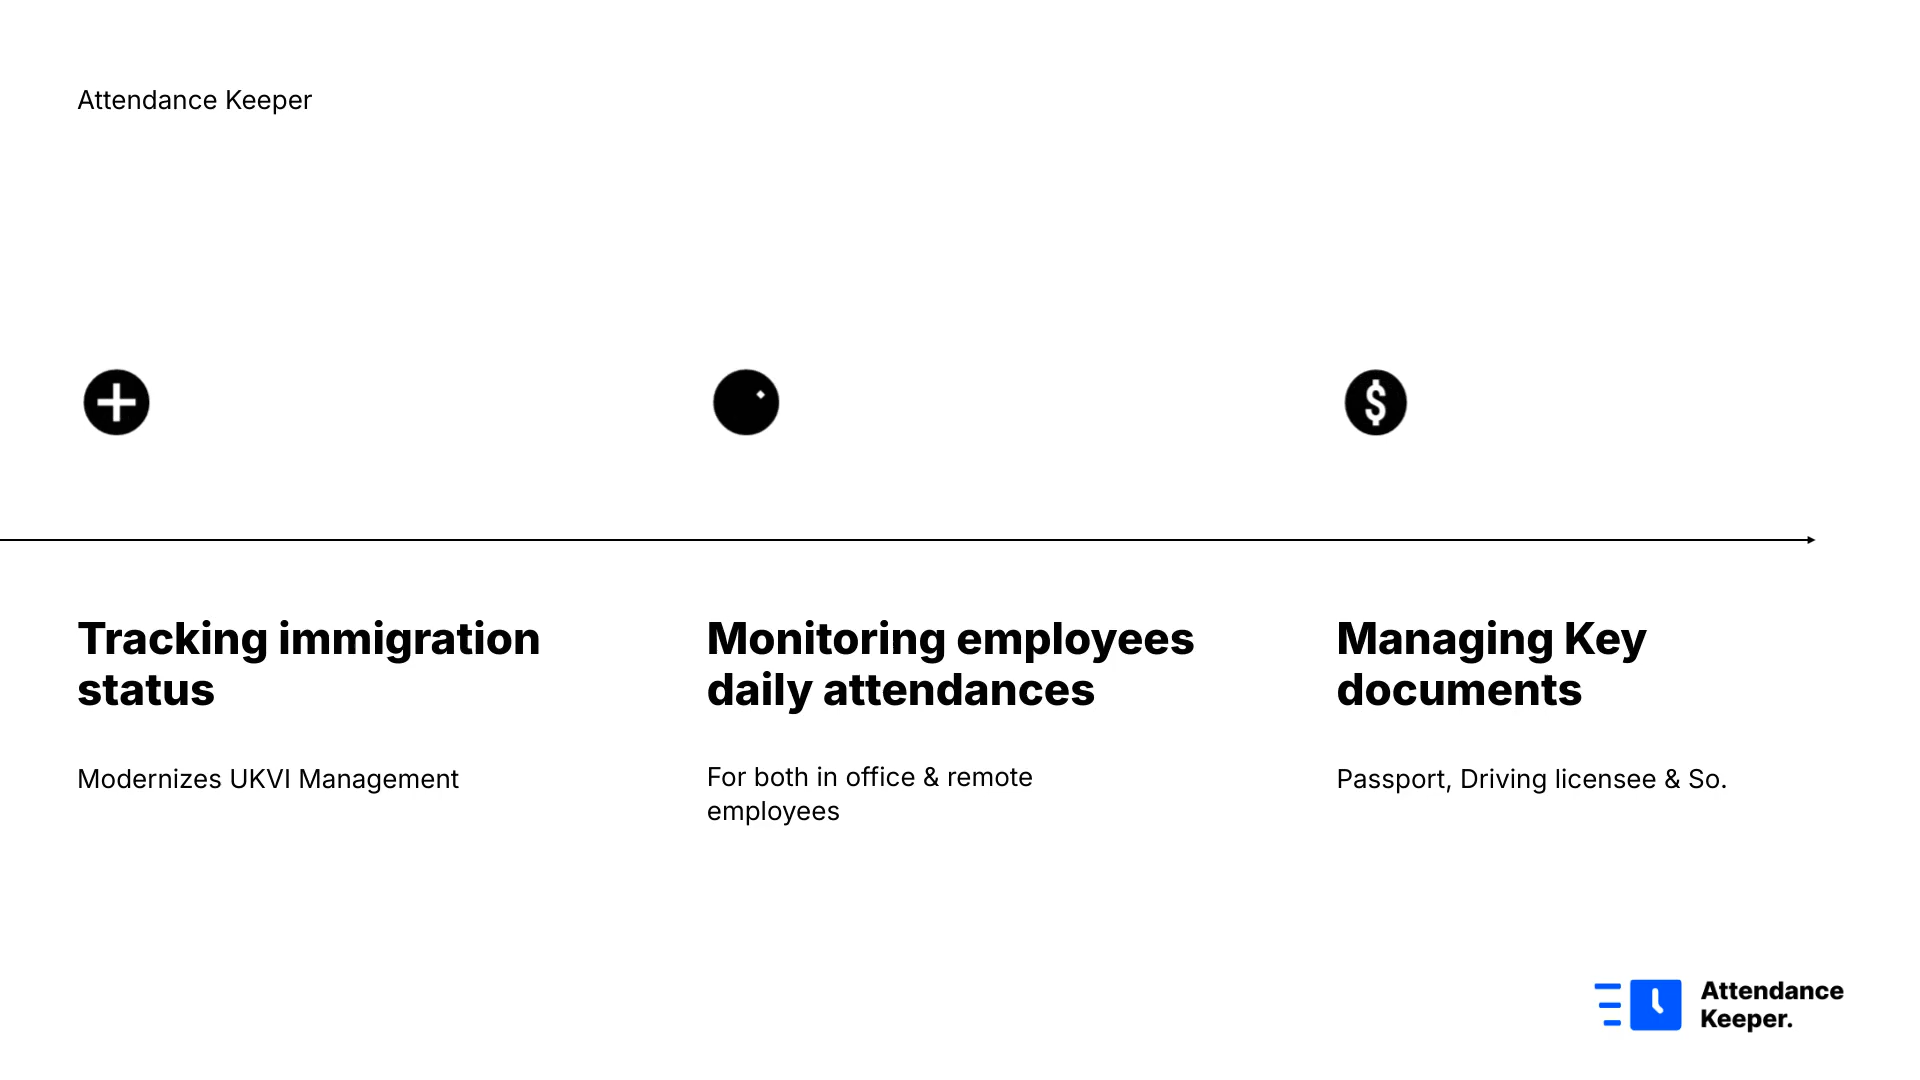 Attendance Keeper
$
Tracking immigration
status
Modernizes UKVI Management
Monitoring employees
daily attendances
For both in office & remote
employees
Managing Key
documents
Passport, Driving licensee & So.
Attendance
Keeper.